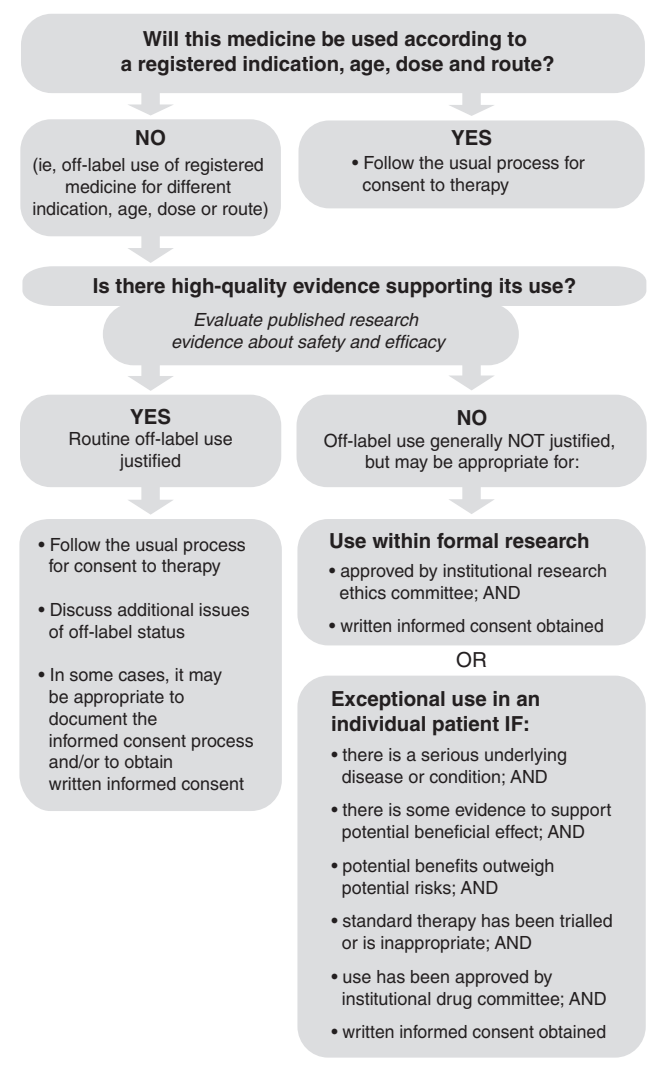 Will this medicine be used according to
a registered indication, age, dose and route?
NO
(ie, off-label use of registered
medicine for different
indication, age, dose or route)
YES
• Follow the usual process for
consent to therapy
Is there high-quality evidence supporting its use?
Evaluate published research
evidence about safety and efficacy
YES
Routine off-label use
justified
• Follow the usual process
for consent to therapy
• Discuss additional issues
of off-label status
• In some cases, it may
be appropriate to
document the
informed consent process
and/or to obtain
written informed consent
NO
Off-label use generally NOT justified,
but may be appropriate for:
Use within formal research
• approved by institutional research
ethics committee; AND
• written informed consent obtained
OR
Exceptional use in an
individual patient IF:
• there is a serious underlying
disease or condition; AND
• there is some evidence to support
potential beneficial effect; AND
• potential benefits outweigh
potential risks; AND
• standard therapy has been trialled
or is inappropriate; AND
• use has been approved by
institutional drug committee; AND
• written informed consent obtained